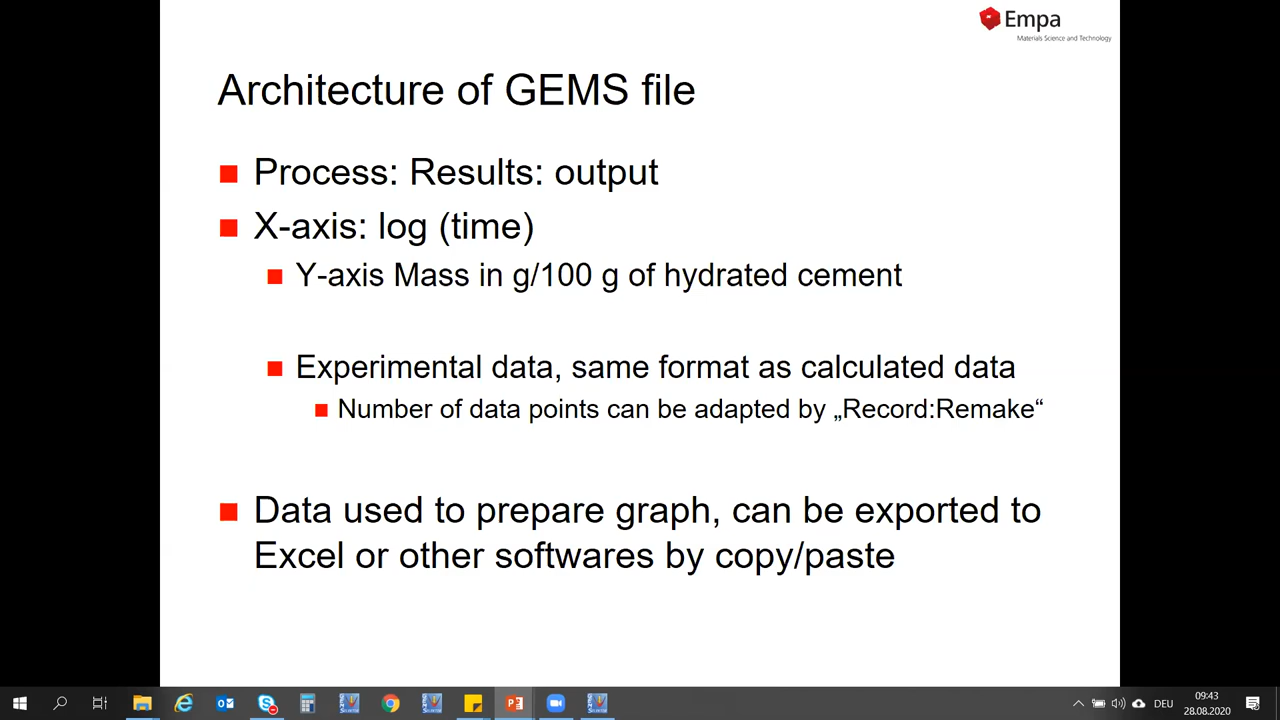 Empa
Materials Science and Technology
Architecture of GEMS file
Process: Results: output
X-axis: log (time)
Y-axis Mass in g/100 g of hydrated cement
Experimental data, same format as calculated data
Number of data points can be adapted by „Record:Remake“
Data used to prepare graph, can be exported to
Excel or other softwares by copy/paste
DEU
09:43
28.08.2020